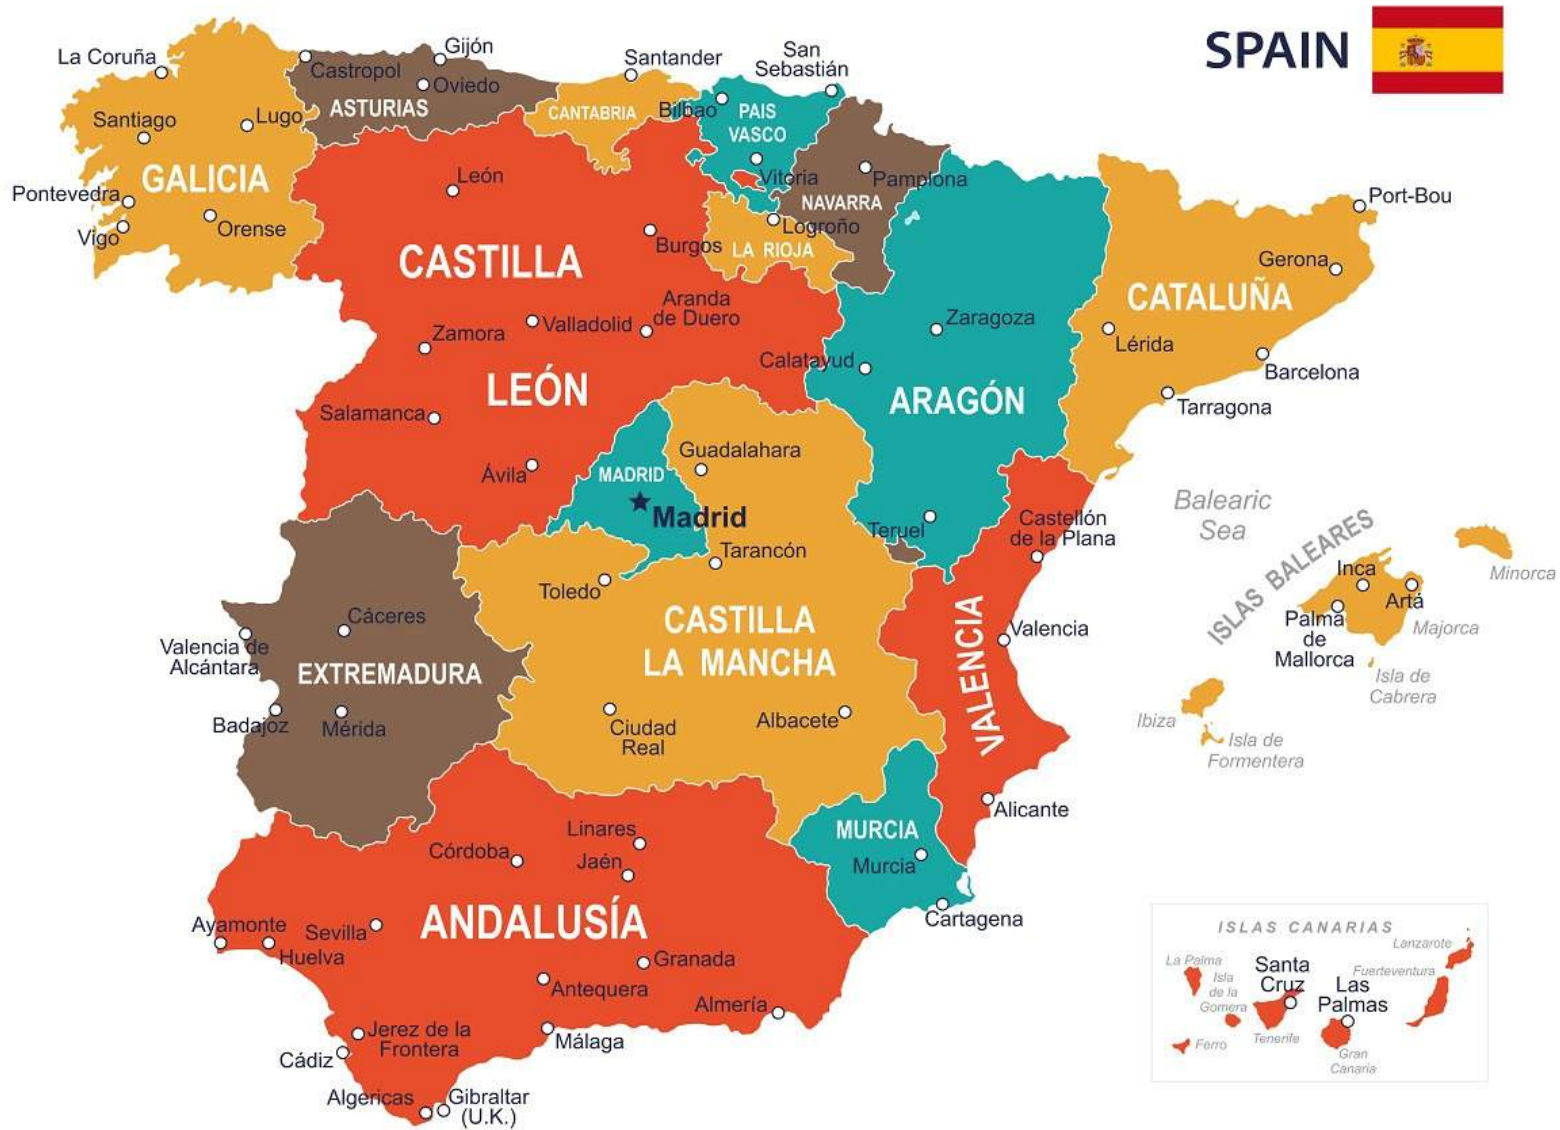 SPAIN
La Coruña
Gijón
Castropol
Oviedo
ASTURIAS
Santander
CANTABRIA
San
Sebastián
Bilbao
PAIS
VASCO
Vitoria
Santiago
Lugo
GALICIA
Pontevedra
Vigo
Orense
León
Pamplona
NAVARRA
Logroño
LA RIOJA
Burgos
Port-Bou
Gerona
CATALUÑA
Lérida
Barcelona
Tarragona
CASTILLA
LEÓN
Aranda
de Duero
Valladolid
Zamora
Salamanca
Ávila
Zaragoza
Calatayud
ARAGÓN
Teruel
MADRID
Madrid
Guadalahara
Tarancón
Toledo
CASTILLA
LA MANCHA
Ciudad
Real
Albacete
Castellón
de la Plana
VALENCIA
Valencia
Alicante
Balearic
Sea
ISLAS BALEARES
Minorca
Inca
Artá
Palma
de
Mallorca
Majorca
Isla de
Cabrera
Ibiza
Isla de
Formentera
Cáceres
Valencia de
Alcántara
EXTREMADURA
Badajoz
Mérida
MURCIA
Murcia
Cartagena
Linares
Jaén
Córdoba
ANDALUSÍA
Ayamonte
Huelva
Sevilla
Granada
Antequera
Almería
Málaga
Jerez de la
Frontera
Cádiz
Algericas
Gibraltar
(U.K.)
ISLAS CANARIAS
Lanzarote
La Palma
Santa
Cruz
Fuerteventura
Isla
de la
Gomera
Las
Palmas
Ferro
Tenerife
Gran
Canaria